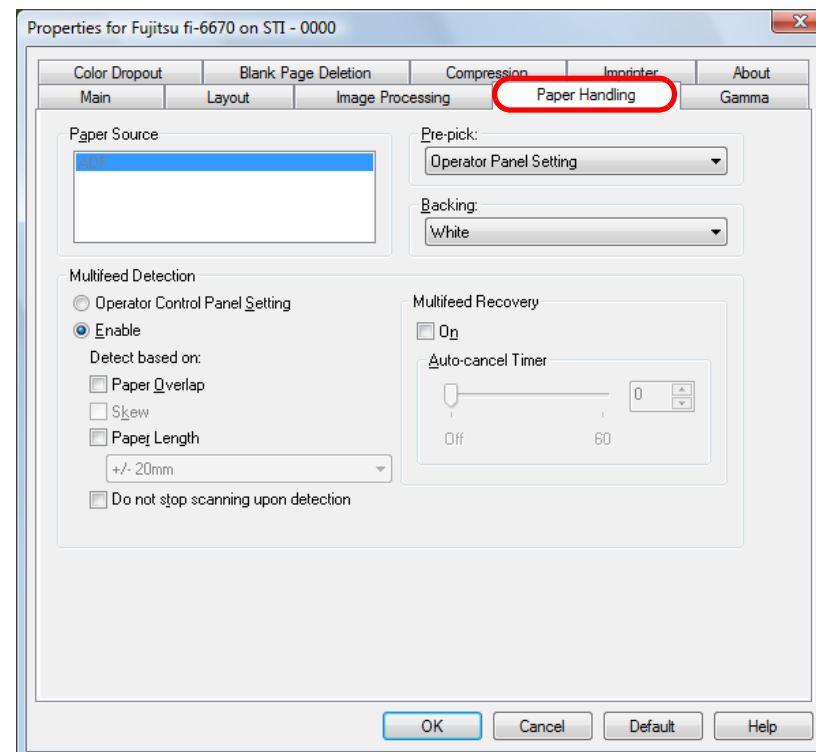 Properties for Fujitsu fi-6670 on STI - 0000
Color Dropout Blank Page Deletion Compression Imprinter About
Main Layout Image Processing Paper Handling Gamma
Paper Source
ADF
Pre-pick:
Operator Panel Setting
Backing:
White
Multifeed Detection
Operator Control Panel Setting
Enable
Detect based on:
Paper Overlap
Skew
Paper Length
+/- 20mm
Do not stop scanning upon detection
Multifeed Recovery
On
Auto-cancel Timer
0
Off 60
OK Cancel Default Help